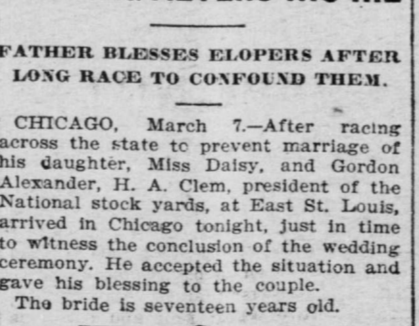 FATHER BLESSES ELOPERS AFTER
LONG RACE TO CONFOUND THEM.
CHICAGO, March 7.—After racing
across the state tc prevent marriage of
his daughter, Miss Daisy, and Gordon
Alexander, H. A. Clem, president of the
National stock yards, at East St. Louis,
arrived in Chicago tonight, just in time
to witness the conclusion of the wedding
ceremony. He accepted the situation and
gave his blessing to the couple.
The bride is seventeen years old.